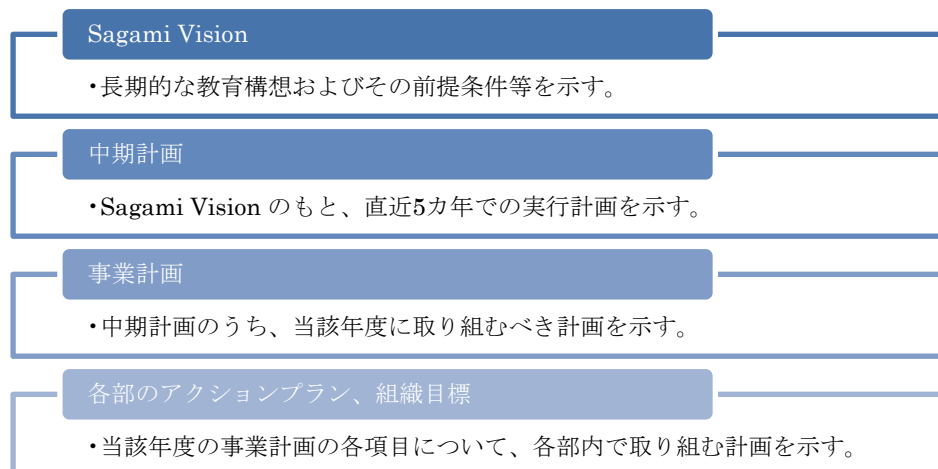 Sagami Vision
・長期的な教育構想およびその前提条件等を示す。
中期計画
・Sagami Vision のもと、直近5カ年での実行計画を示す。
事業計画
・中期計画のうち、当該年度に取り組むべき計画を示す。
各部のアクションプラン、組織目標
・当該年度の事業計画の各項目について、各部内で取り組む計画を示す。